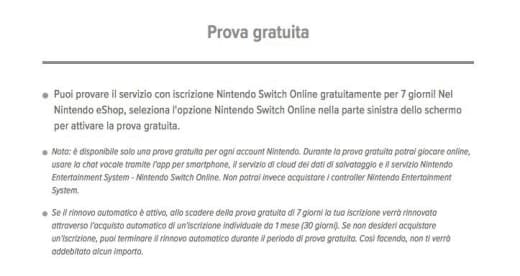 Prova gratuita
Puoi provare il servizio con iscrizione Nintendo Switch Online gratuitamente per 7 giorni! Nel
Nintendo eShop, seleziona l'opzione Nintendo Switch Online nella parte sinistra dello schermo
per attivare la prova gratuita.
Nota: è disponibile solo una prova gratuita per ogni account Nintendo. Durante la prova gratuita potrai giocare online,
usare la chat vocale tramite l'app per smartphone, il servizio di cloud dei dati di salvataggio e il servizio Nintendo
Entertainment System - Nintendo Switch Online. Non potrai invece acquistare i controller Nintendo Entertainment
System.
Se il rinnovo automatico è attivo, allo scadere della prova gratuita di 7 giorni la tua iscrizione verrà rinnovata
attraverso l'acquisto automatico di un'iscrizione individuale da 1 mese (30 giorni). Se non desideri acquistare
un'iscrizione, puoi terminare il rinnovo automatico durante il periodo di prova gratuita. Così facendo, non ti verrà
addebitato alcun importo.